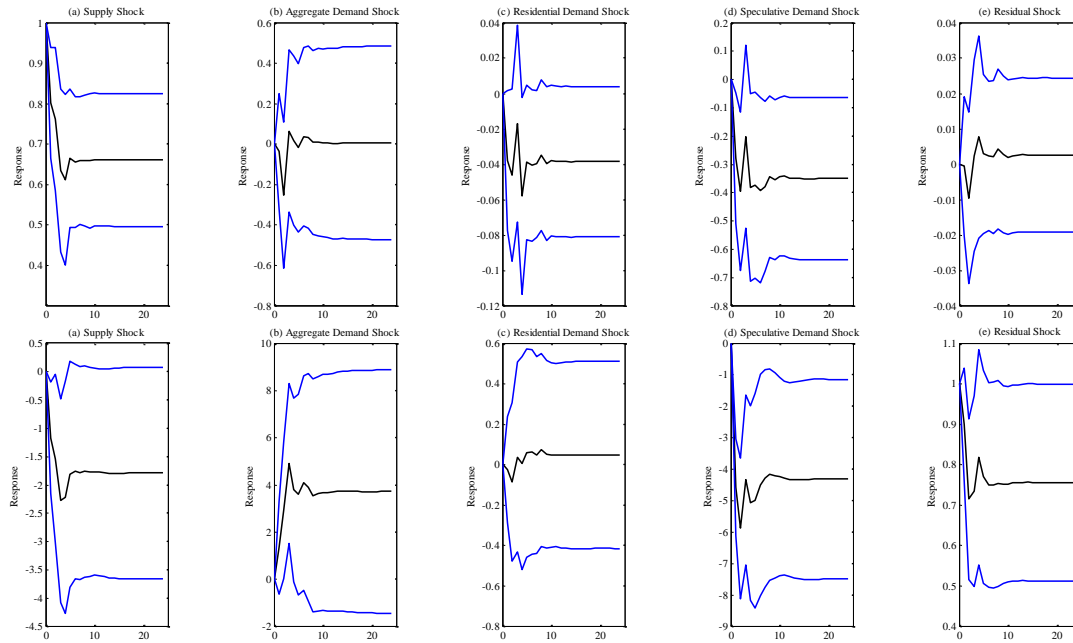 (a) Supply Shock
(b) Aggregate Demand Shock
(c) Residential Demand Shock
(d) Speculative Demand Shock
(e) Residual Shock
Response
1
0.9
0.8
0.7
0.6
0.5
0.4
0 10 20
Response
0.6
0.4
0.2
0
-0.2
-0.4
-0.6
-0.8
0 10 20
Response
0.04
0.02
0
-0.02
-0.04
-0.06
-0.08
-0.1
-0.12
0 10 20
Response
0.2
0.1
0
-0.1
-0.2
-0.3
-0.4
-0.5
-0.6
-0.7
-0.8
0 10 20
Response
0.04
0.03
0.02
0.01
0
-0.01
-0.02
-0.03
-0.04
0 10 20
(a) Supply Shock
(b) Aggregate Demand Shock
(c) Residential Demand Shock
(d) Speculative Demand Shock
(e) Residual Shock
Response
0.5
0
-0.5
-1
-1.5
-2
-2.5
-3
-3.5
-4
-4.5
0 10 20
Response
10
8
6
4
2
0
-2
0 10 20
Response
0.6
0.4
0.2
0
-0.2
-0.4
-0.6
-0.8
0 10 20
Response
0
-1
-2
-3
-4
-5
-6
-7
-8
-9
0 10 20
Response
1.1
1
0.9
0.8
0.7
0.6
0.5
0.4
0 10 20